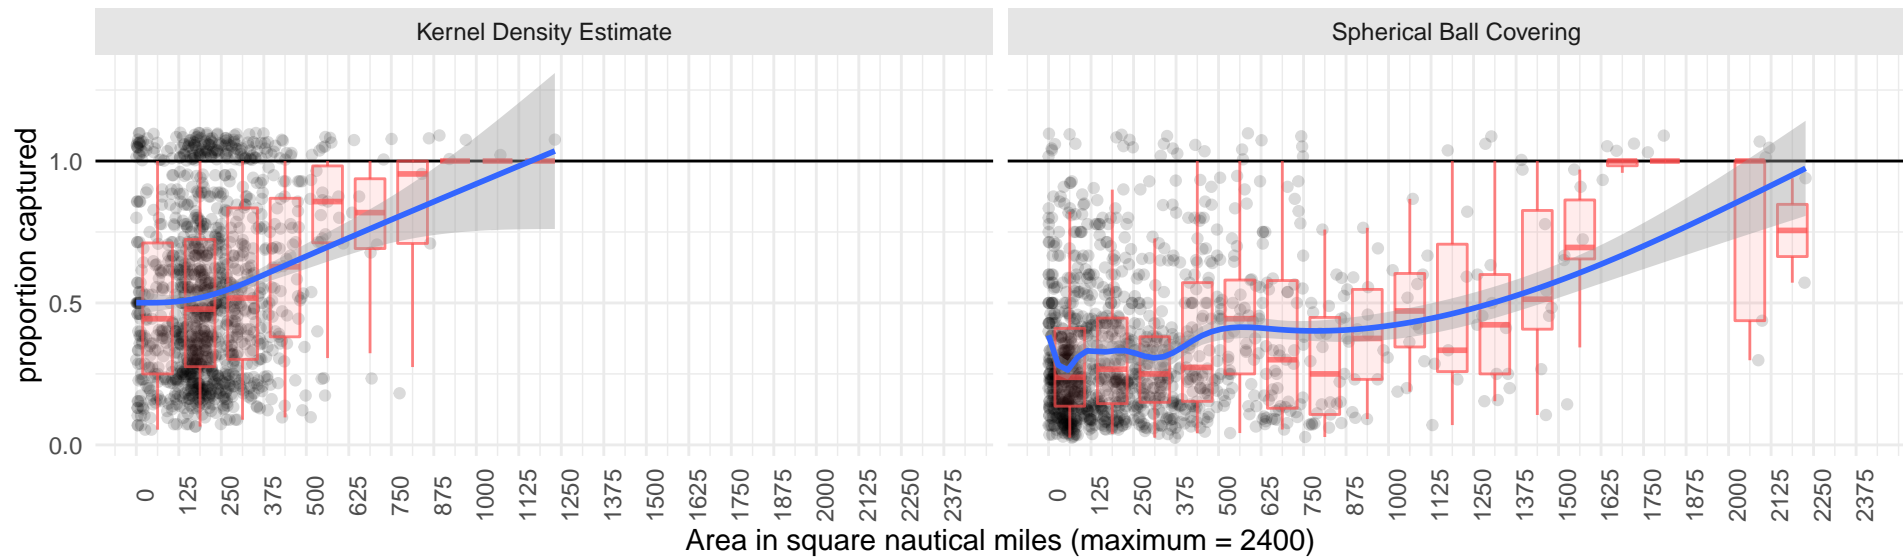 Kernel Density Estimate
Spherical Ball Covering
proportion captured
1.0
0.5
0.0
0 125 250 375 500 625 750 875 1000 1125 1250 1375 1500 1625 1750 1875 2000 2125 2250 2375
0 125 250 375 500 625 750 875 1000 1125 1250 1375 1500 1625 1750 1875 2000 2125 2250 2375
Area in square nautical miles (maximum = 2400)